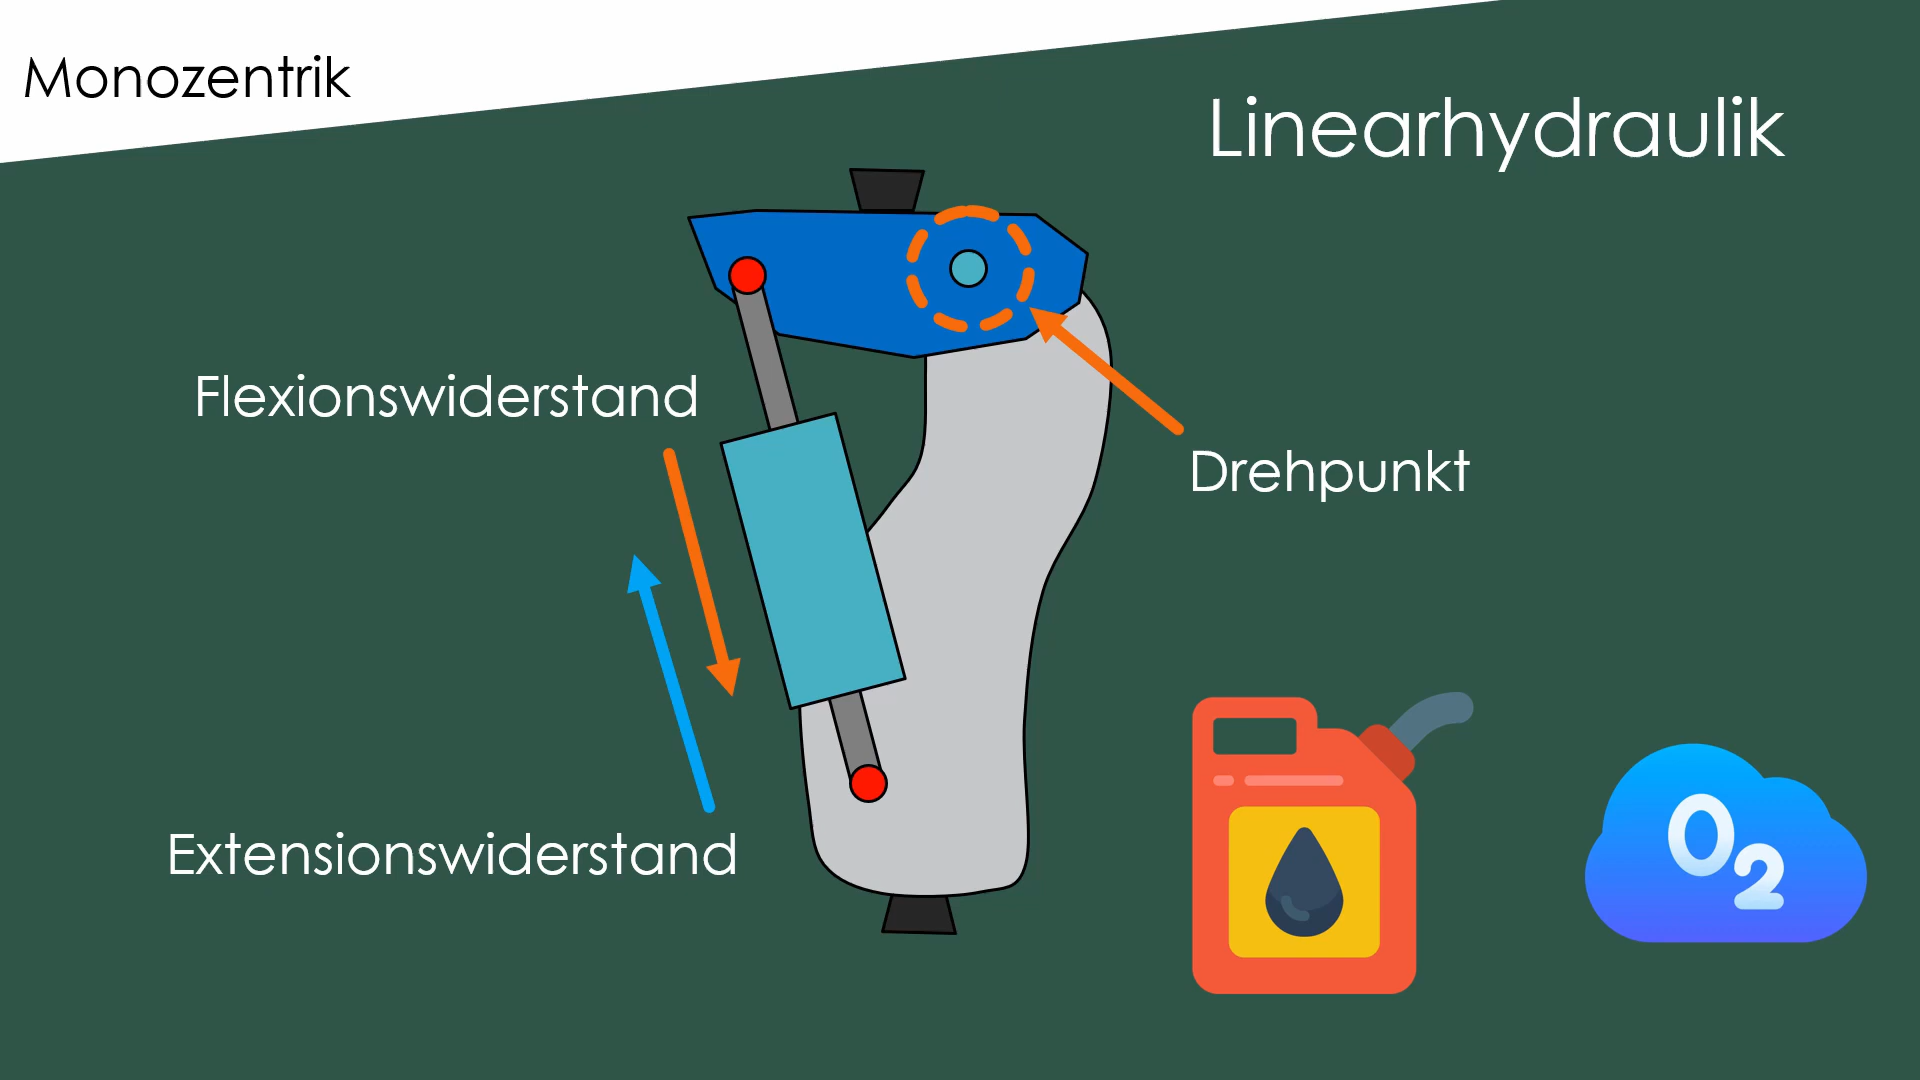 Monozentrik
Linearhydraulik
Flexionswiderstand
Drehpunkt
Extensionswiderstand
O2